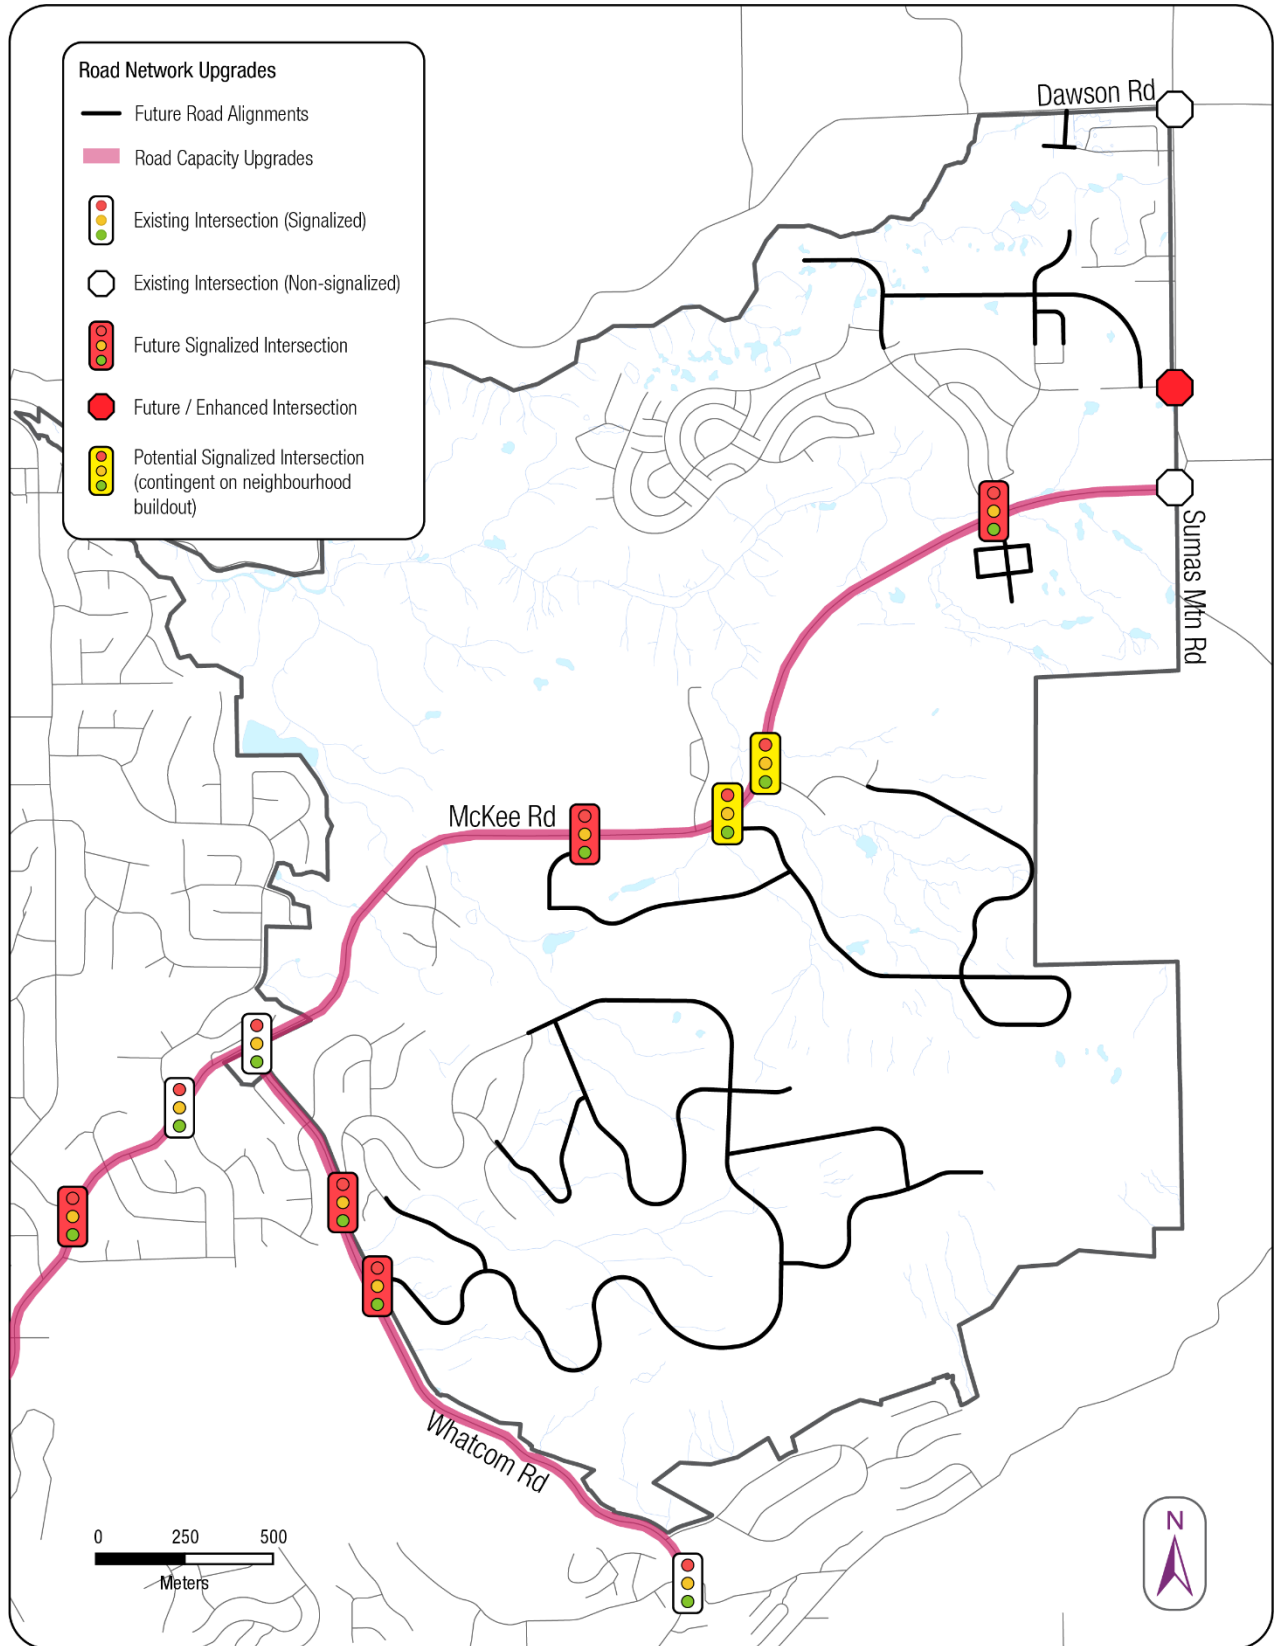 Road Network Upgrades
Future Road Alignments
Road Capacity Upgrades
Existing Intersection (Signalized)
Existing Intersection (Non-signalized)
Future Signalized Intersection
Future / Enhanced Intersection
Potential Signalized Intersection
(contingent on neighbourhood
buildout)
Dawson Rd
Sumas Mtn Rd
McKee Rd
Whatcom Rd
0 250 500
Meters
N